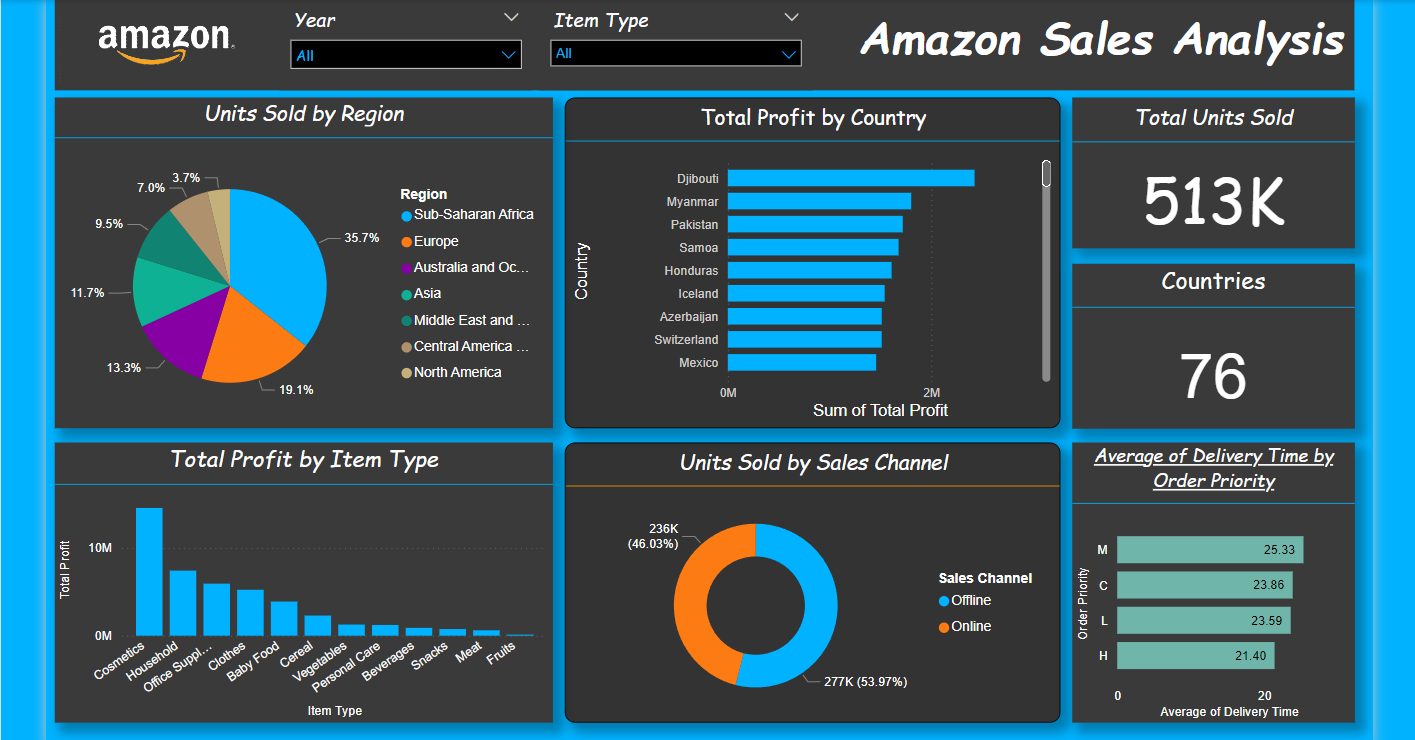 amazon
Year
All
Item Type
All
Amazon Sales Analysis
Units Sold by Region
3.7%
7.0%
9.5%
11.7%
13.3%
19.1%
35.7%
Region
Sub-Saharan Africa
Europe
Australia and Oc...
Asia
Middle East and ...
Central America ...
North America
Total Profit by Country
Country
Djibouti
Myanmar
Pakistan
Samoa
Honduras
Iceland
Azerbaijan
Switzerland
Mexico
0M
2M
Sum of Total Profit
Total Units Sold
513K
Countries
76
Total Profit by Item Type
Total Profit
10M
0M
Cosmetics
Household
Office Suppl...
Clothes
Baby Food
Cereal
Vegetables
Personal Care
Beverages
Snacks
Meat
Fruits
Item Type
Units Sold by Sales Channel
236K
(46.03%)
277K (53.97%)
Sales Channel
Offline
Online
Average of Delivery Time by
Order Priority
Order Priority
M 25.33
C 23.86
L 23.59
H 21.40
0 20
Average of Delivery Time